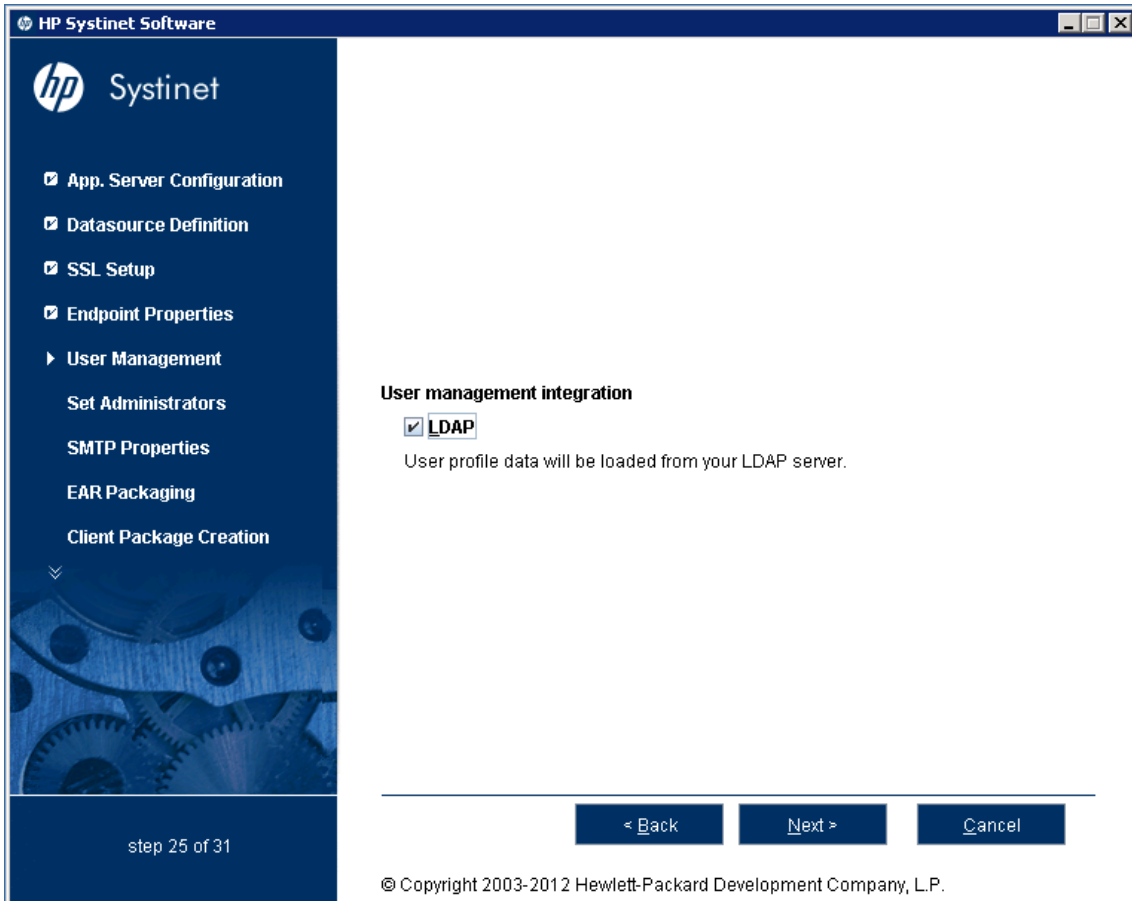 HP Systinet Software
hp Systinet
App. Server Configuration
Datasource Definition
SSL Setup
Endpoint Properties
User Management
Set Administrators
SMTP Properties
EAR Packaging
Client Package Creation
step 25 of 31
User management integration
LDAP
User profile data will be loaded from your LDAP server.
< Back Next > Cancel
© Copyright 2003-2012 Hewlett-Packard Development Company, L.P.